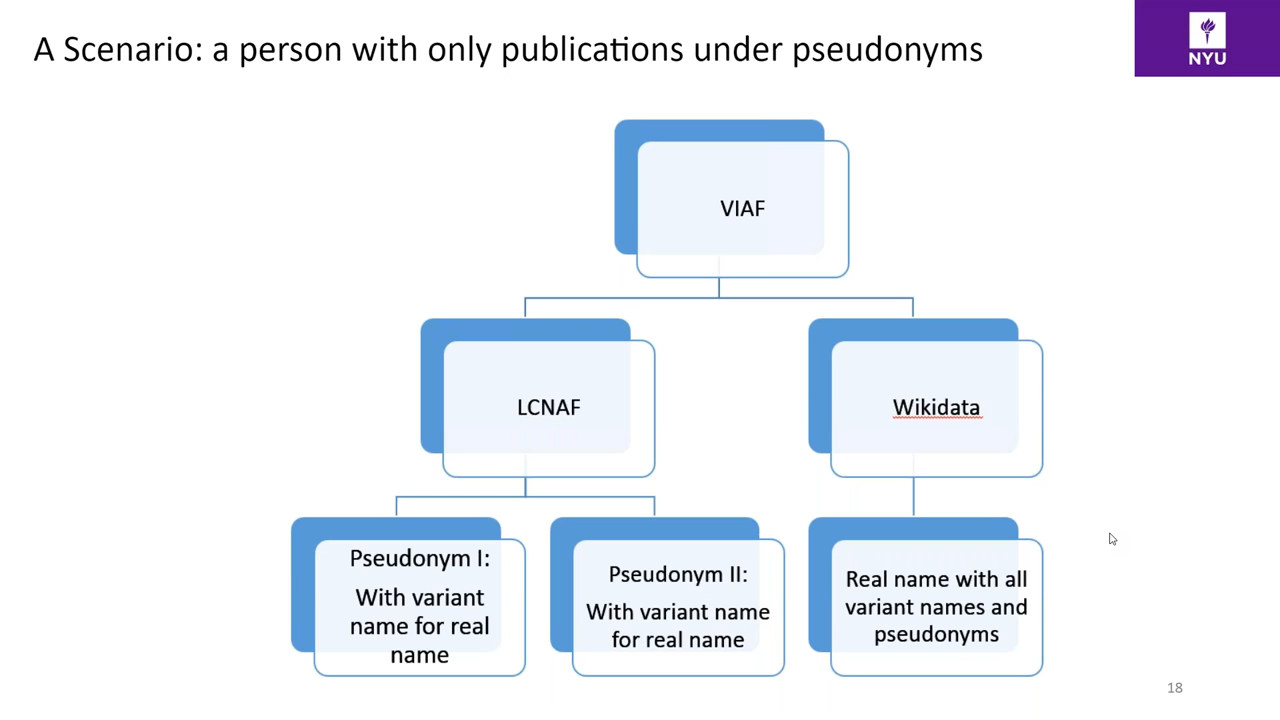 A Scenario: a person with only publications under pseudonyms
NYU
VIAF
LCNAF
Wikidata
Pseudonym I:
With variant
name for real
name
Pseudonym II:
With variant name
for real name
Real name with all
variant names and
pseudonyms
18